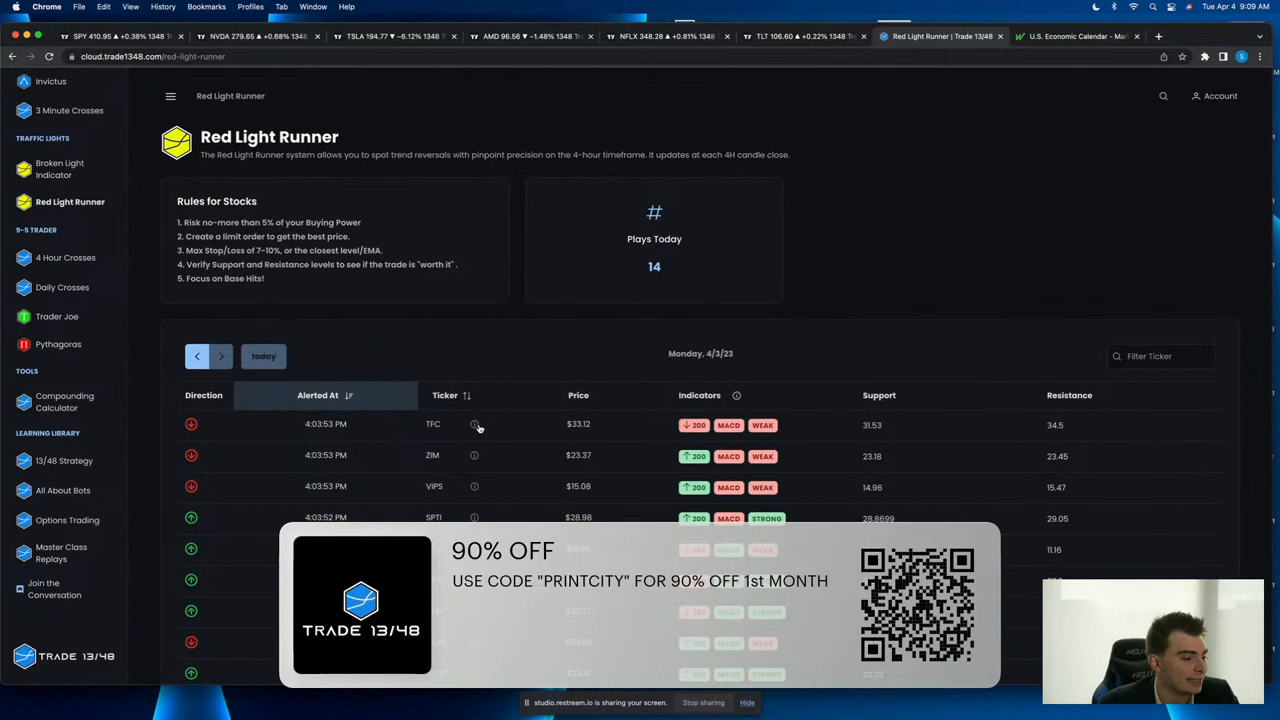 Chrome File Edit View History Bookmarks Profiles Tab Window Help
Tue Apr 4 9:09 AM
SPY 410.95 ▲ +0.38% 1348 NVDA 279.65 ▲ +0.68% 1348 TSLA 194.77 ▼ −6.12% 1348 AMD 96.56 ▼ −1.48% 1348 NFLX 348.28 ▲ +0.81% 1348 TLT 106.60 ▲ +0.22% 1348 Red Light Runner | Trade 13/48 U.S. Economic Calendar - Mar
cloud.trade1348.com/red-light-runner
Invictus
3 Minute Crosses
TRAFFIC LIGHTS
Broken Light
Indicator
Red Light Runner
9-5 TRADER
4 Hour Crosses
Daily Crosses
Trader Joe
Pythagoras
TOOLS
Compounding
Calculator
LEARNING LIBRARY
13/48 Strategy
All About Bots
Options Trading
Master Class
Replays
Join the
Conversation
TRADE 13/48
Red Light Runner
Account
Red Light Runner
The Red Light Runner system allows you to spot trend reversals with pinpoint precision on the 4-hour timeframe. It updates at each 4H candle close.
Rules for Stocks
1. Risk no-more than 5% of your Buying Power
2. Create a limit order to get the best price.
3. Max Stop/Loss of 7-10%, or the closest level/EMA.
4. Verify Support and Resistance levels to see if the trade is "worth it" .
5. Focus on Base Hits!
#
Plays Today
14
today
Monday, 4/3/23
Filter Ticker
Direction Alerted At Ticker Price Indicators Support Resistance
4:03:53 PM TFC $33.12 ↓ 200 MACD WEAK 31.53 34.5
4:03:53 PM ZIM $23.37 ↑ 200 MACD WEAK 23.18 23.45
4:03:53 PM VIPS $15.08 ↑ 200 MACD WEAK 14.96 15.47
4:03:52 PM SPTI $28.98 ↑ 200 MACD STRONG 28.8699 29.05
11.16
90% OFF
USE CODE "PRINTCITY" FOR 90% OFF 1st MONTH
TRADE 13/48
studio.restream.io is sharing your screen. Stop sharing Hide